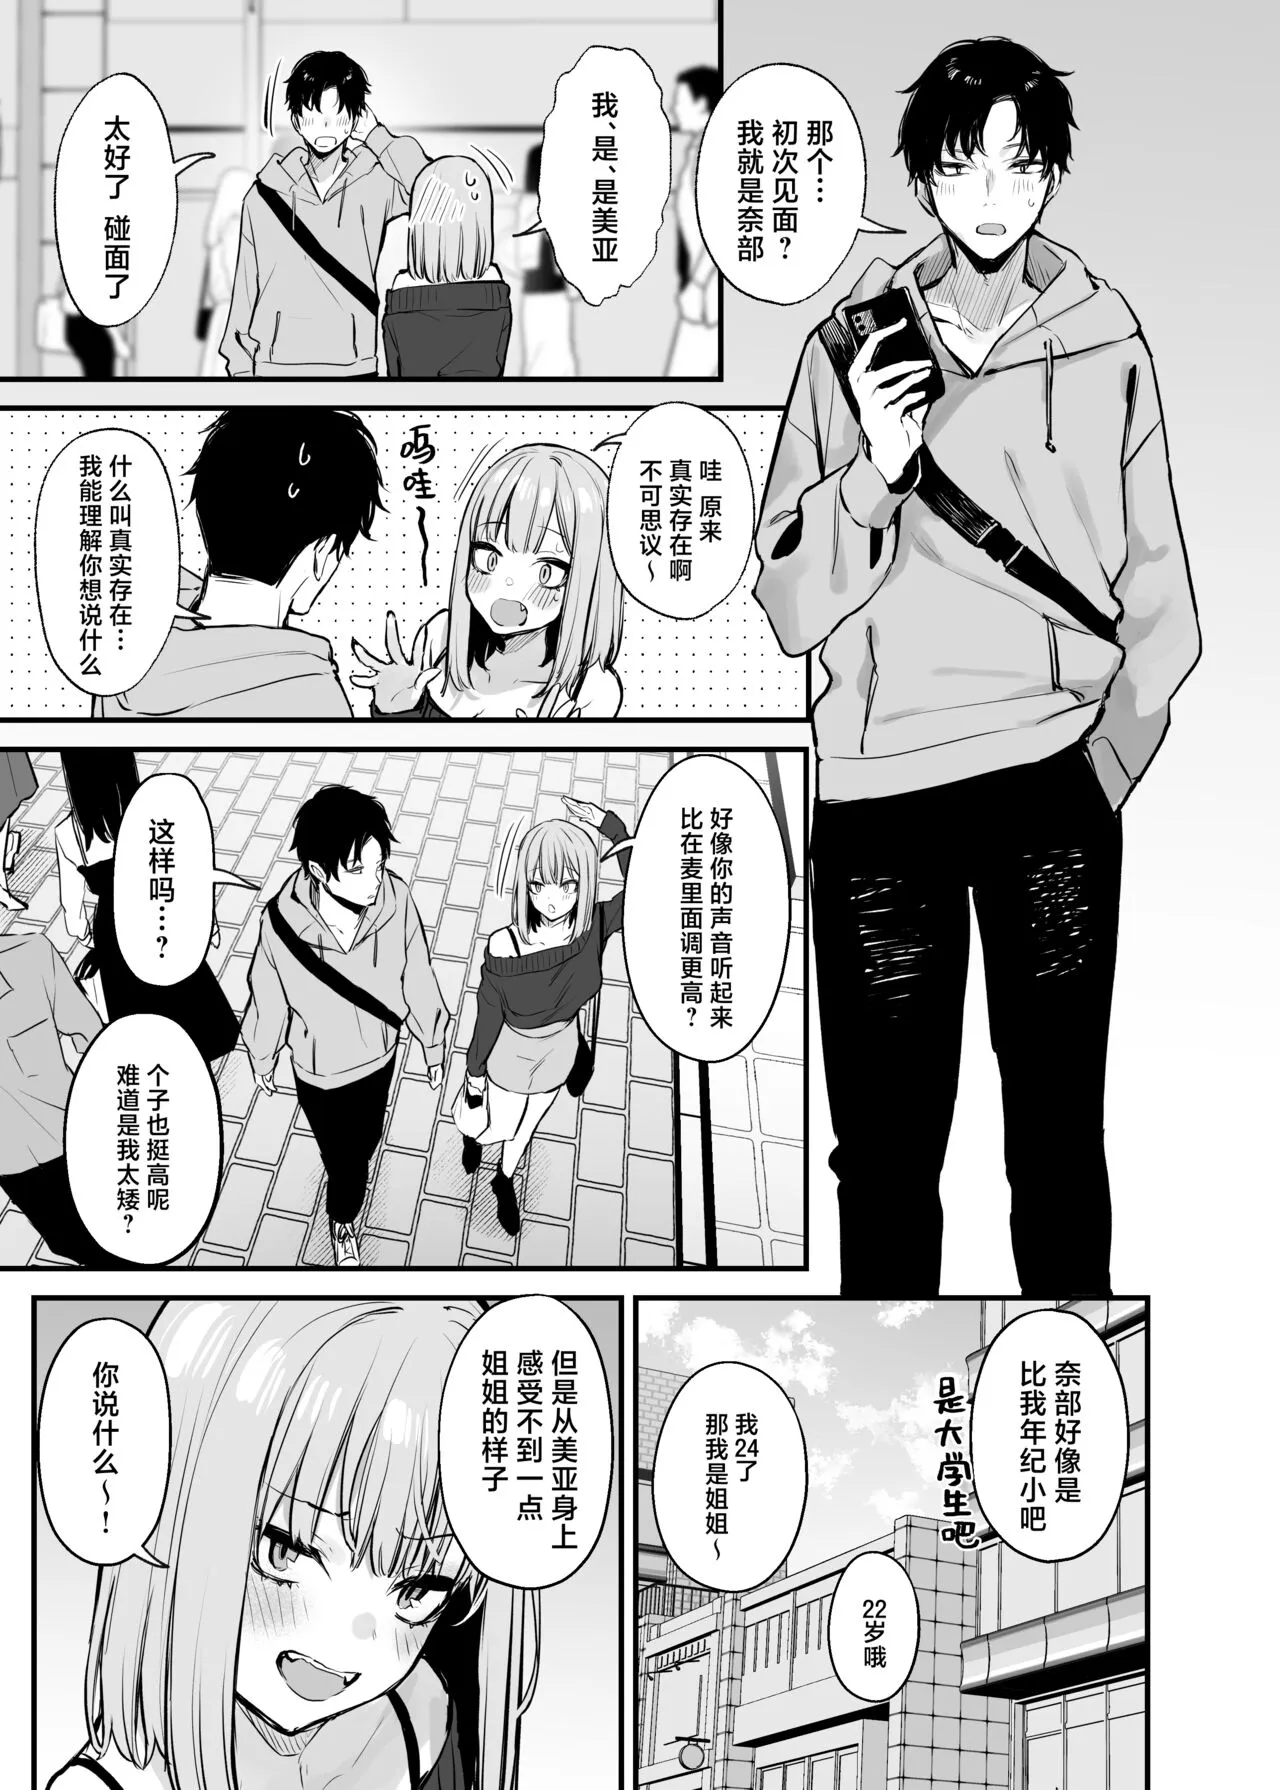 那个…
初次见面？
我就是奈部
我、是、是美亚
太好了 碰面了
哇 原来
真实存在啊
不可思议～
呜哇～
什么叫真实存在…
我能理解你想说什么
好像你的声音听起来
比在麦里面调更高？
这样吗…？
个子也挺高呢
难道是我太矮？
奈部好像是
比我年纪小吧
是大学生吧
22岁哦
我24了
那我是姐姐～
但是从美亚身上
感受不到一点
姐姐的样子
你说什么～！